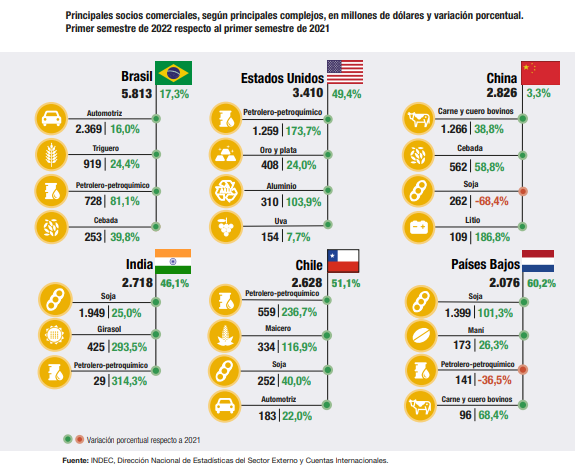 Principales socios comerciales, según principales complejos, en millones de dólares y variación porcentual.
Primer semestre de 2022 respecto al primer semestre de 2021
Brasil
5.813 17,3%
Automotriz
2.369 16,0%
Triguero
919 24,4%
Petrolero-petroquímico
728 81,1%
Cebada
253 39,8%
Estados Unidos
3.410 49,4%
Petrolero-petroquímico
1.259 173,7%
Oro y plata
408 24,0%
Aluminio
310 103,9%
Uva
154 7,7%
China
2.826 3,3%
Carne y cuero bovinos
1.266 38,8%
Cebada
562 58,8%
Soja
262 -68,4%
Litio
109 186,8%
India
2.718 46,1%
Soja
1.949 25,0%
Girasol
425 293,5%
Petrolero-petroquímico
29 314,3%
Chile
2.628 51,1%
Petrolero-petroquímico
559 236,7%
Maicero
334 116,9%
Soja
252 40,0%
Automotriz
183 22,0%
Países Bajos
2.076 60,2%
Soja
1.399 101,3%
Maní
173 26,3%
Petrolero-petroquímico
141 -36,5%
Carne y cuero bovinos
96 68,4%
Variación porcentual respecto a 2021
Fuente: INDEC, Dirección Nacional de Estadísticas del Sector Externo y Cuentas Internacionales.